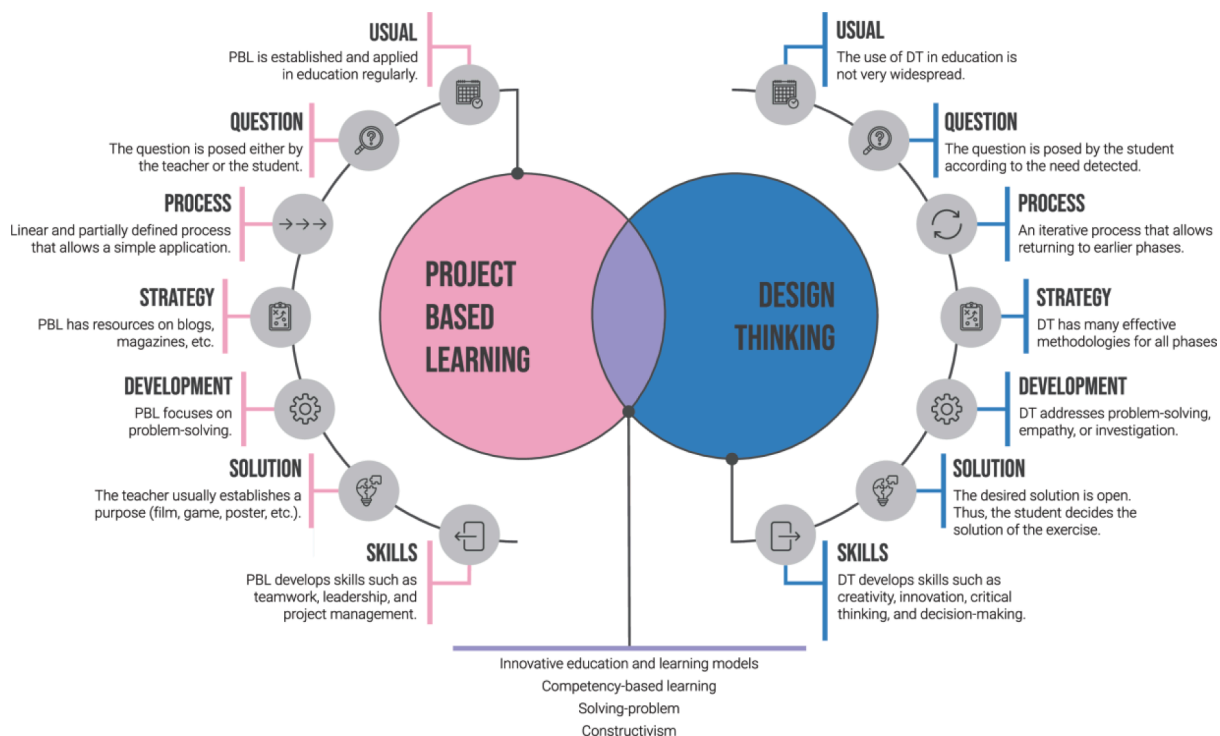 USUAL
PBL is established and applied
in education regularly.
QUESTION
The question is posed either by
the teacher or the student.
PROCESS
Linear and partially defined process
that allows a simple application.
STRATEGY
PBL has resources on blogs,
magazines, etc.
DEVELOPMENT
PBL focuses on
problem-solving.
SOLUTION
The teacher usually establishes a
purpose (film, game, poster, etc.).
SKILLS
PBL develops skills such as
teamwork, leadership, and
project management.
PROJECT
BASED
LEARNING
DESIGN
THINKING
USUAL
The use of DT in education is
not very widespread.
QUESTION
The question is posed by the student
according to the need detected.
PROCESS
An iterative process that allows
returning to earlier phases.
STRATEGY
DT has many effective
methodologies for all phases
DEVELOPMENT
DT addresses problem-solving,
empathy, or investigation.
SOLUTION
The desired solution is open.
Thus, the student decides the
solution of the exercise.
SKILLS
DT develops skills such as
creativity, innovation, critical
thinking, and decision-making.
Innovative education and learning models
Competency-based learning
Solving-problem
Constructivism